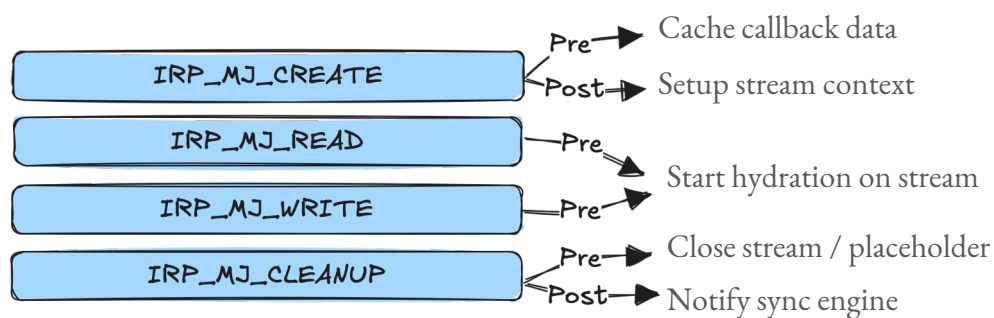 Pre Cache callback data
IRP_MJ_CREATE
Post Setup stream context
IRP_MJ_READ
Pre
Start hydration on stream
IRP_MJ_WRITE
Pre
Pre Close stream / placeholder
IRP_MJ_CLEANUP
Post Notify sync engine